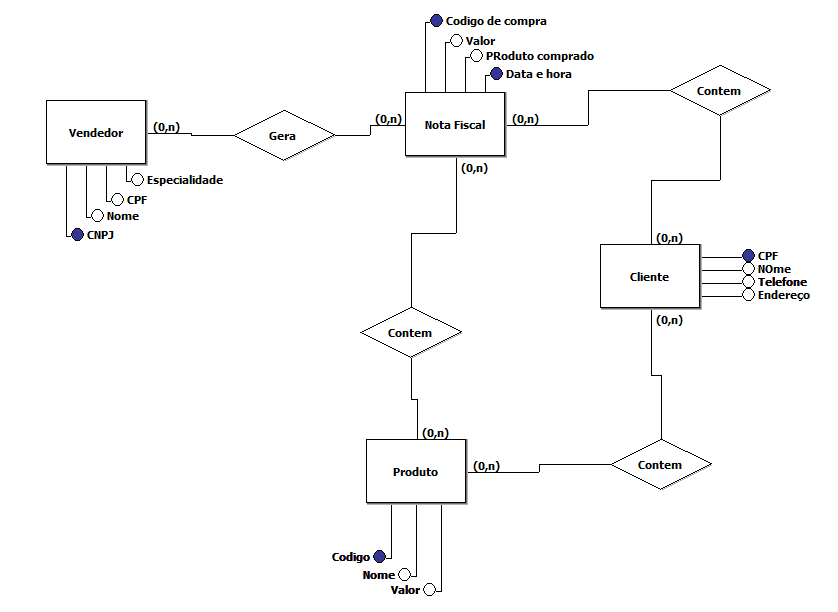 Codigo de compra
Valor
PRoduto comprado
Data e hora
Contem
Vendedor
(0,n)
Gera
(0,n)
Nota Fiscal
(0,n)
(0,n)
Especialidade
CPF
Nome
CNPJ
(0,n)
Cliente
CPF
NOme
Telefone
Endereço
(0,n)
Contem
(0,n)
Produto
(0,n)
Contem
Codigo
Nome
Valor